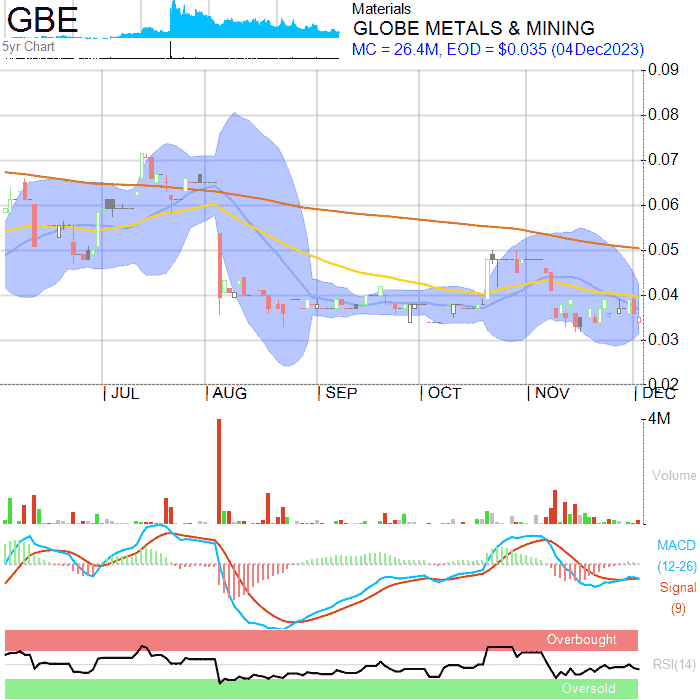 GBE
5yr Chart
Materials
GLOBE METALS & MINING
MC = 26.4M, EOD = $0.035 (04Dec2023)
0.09
0.08
0.07
0.06
0.05
0.04
0.03
0.02
JUL
AUG
SEP
OCT
NOV
DEC
4M
Volume
MACD
(12-26)
Signal
(9)
Overbought
RSI(14)
Oversold